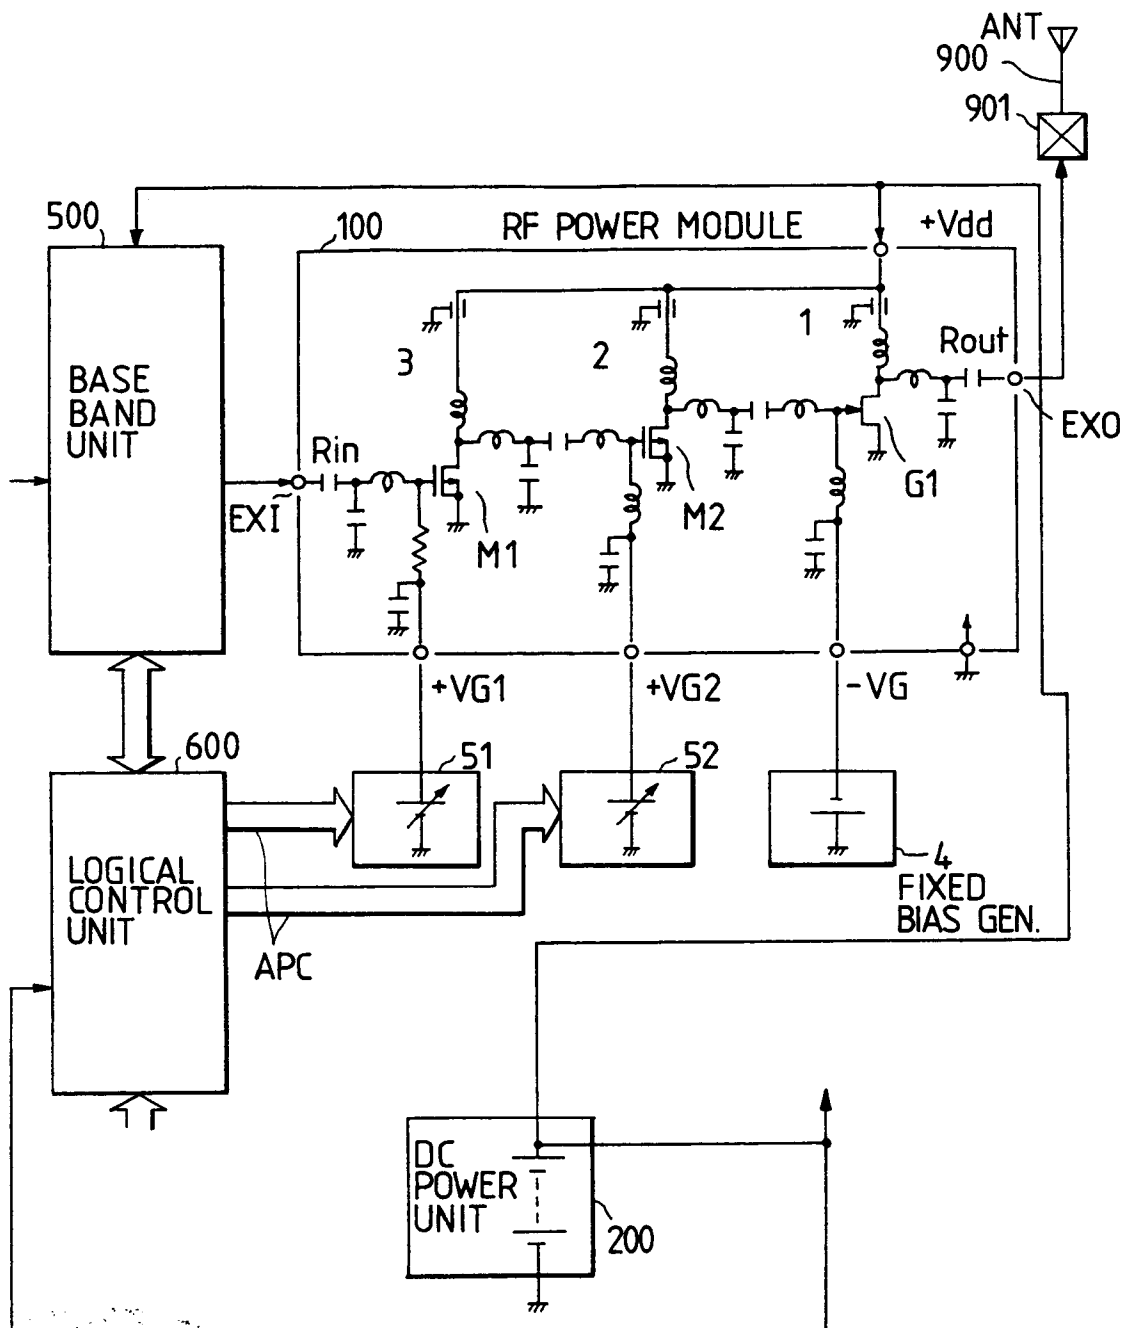 ANT
900
901
500
100
RF POWER MODULE
+Vdd
3
2
1
Rout
BASE
BAND
UNIT
Rin
EXI
M1
M2
G1
EXO
+VG1
+VG2
-VG
600
51
52
4
FIXED
BIAS GEN.
LOGICAL
CONTROL
UNIT
APC
DC
POWER
UNIT
200